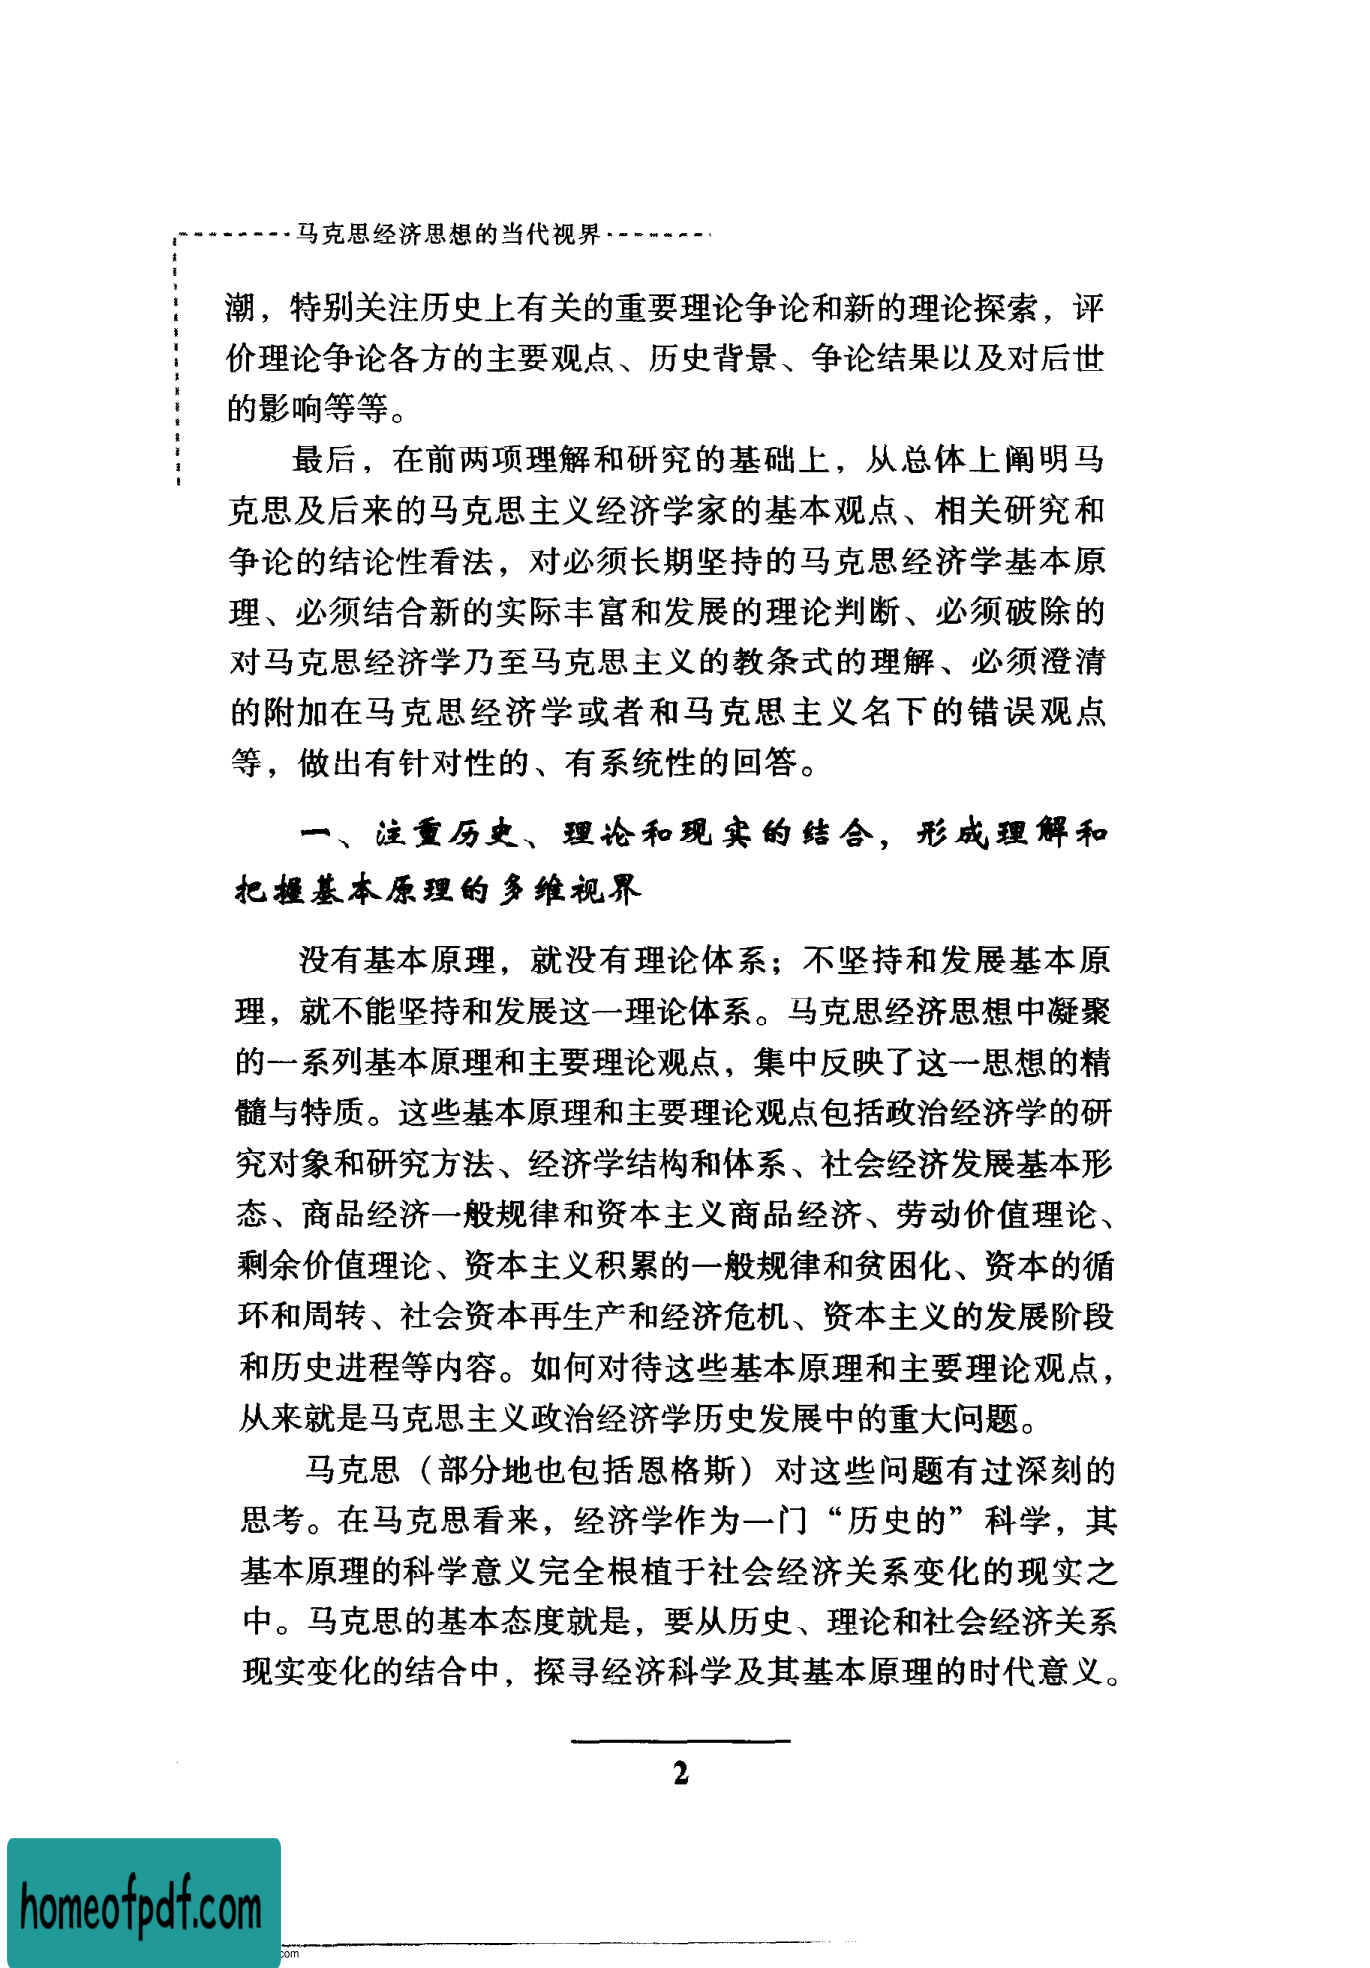 马克思经济思想的当代视界
潮，特别关注历史上有关的重要理论争论和新的理论探索，评
价理论争论各方的主要观点、历史背景、争论结果以及对后世
的影响等等。
最后，在前两项理解和研究的基础上，从总体上阐明马
克思及后来的马克思主义经济学家的基本观点、相关研究和
争论的结论性看法，对必须长期坚持的马克思经济学基本原
理、必须结合新的实际丰富和发展的理论判断、必须破除的
对马克思经济学乃至马克思主义的教条式的理解、必须澄清
的附加在马克思经济学或者和马克思主义名下的错误观点
等，做出有针对性的、有系统性的回答。
一、注重历史、理论和现实的结合，形成理解和
把握基本原理的多维视界
没有基本原理，就没有理论体系；不坚持和发展基本原
理，就不能坚持和发展这一理论体系。马克思经济思想中凝聚
的一系列基本原理和主要理论观点，集中反映了这一思想的精
髓与特质。这些基本原理和主要理论观点包括政治经济学的研
究对象和研究方法、经济学结构和体系、社会经济发展基本形
态、商品经济一般规律和资本主义商品经济、劳动价值理论、
剩余价值理论、资本主义积累的一般规律和贫困化、资本的循
环和周转、社会资本再生产和经济危机、资本主义的发展阶段
和历史进程等内容。如何对待这些基本原理和主要理论观点，
从来就是马克思主义政治经济学历史发展中的重大问题。
马克思（部分地也包括恩格斯）对这些问题有过深刻的
思考。在马克思看来，经济学作为一门“历史的”科学，其
基本原理的科学意义完全根植于社会经济关系变化的现实之
中。马克思的基本态度就是，要从历史、理论和社会经济关系
现实变化的结合中，探寻经济科学及其基本原理的时代意义。
2
homeofpdf.com
com